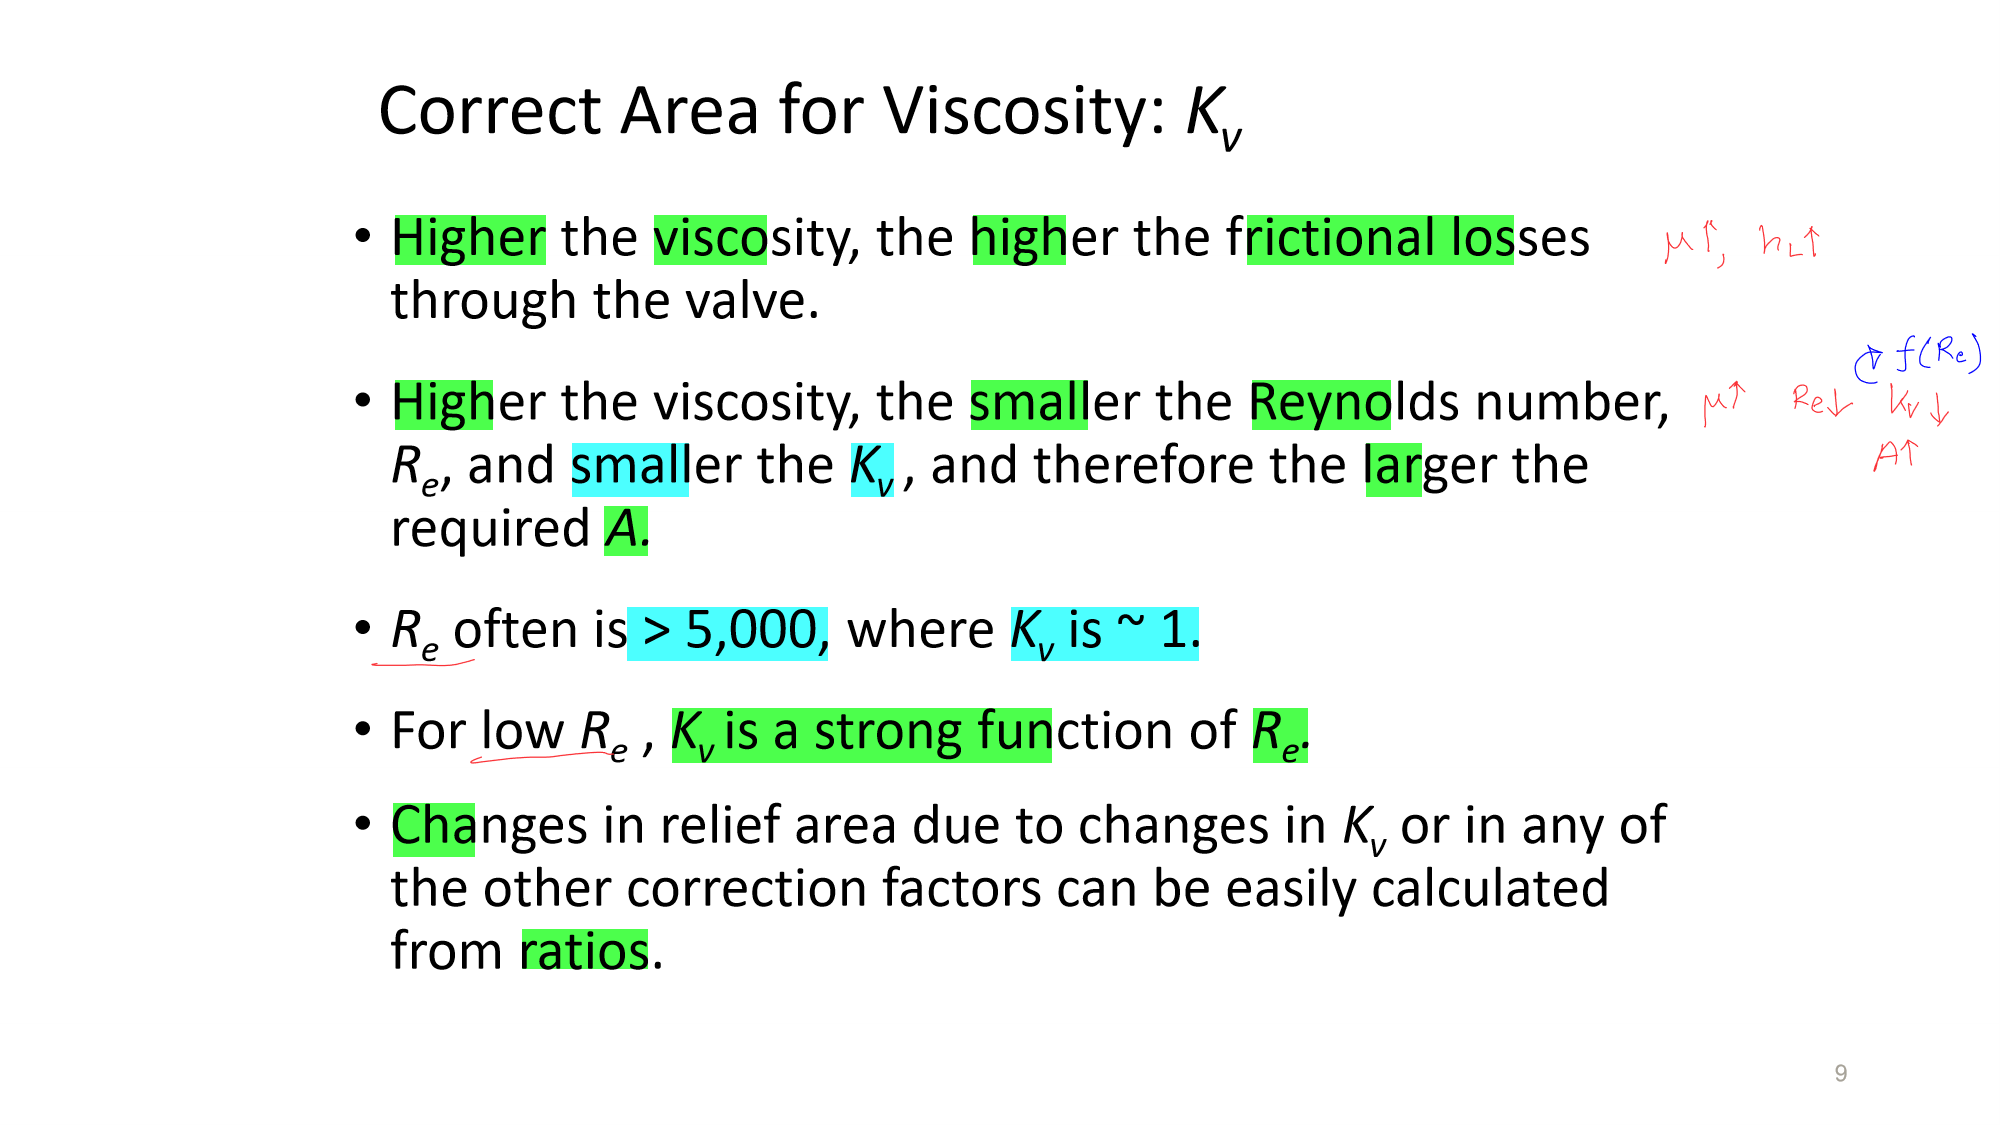 Correct Area for Viscosity: Kv
• Higher the viscosity, the higher the frictional losses μ↑, hL↑
through the valve.
f(Re)
• Higher the viscosity, the smaller the Reynolds number, μ↑ Re↓ Kv↓
Re, and smaller the Kv , and therefore the larger the A↑
required A.
• Re often is > 5,000, where Kv is ~ 1.
• For low Re , Kv is a strong function of Re.
• Changes in relief area due to changes in Kv or in any of
the other correction factors can be easily calculated
from ratios.
9